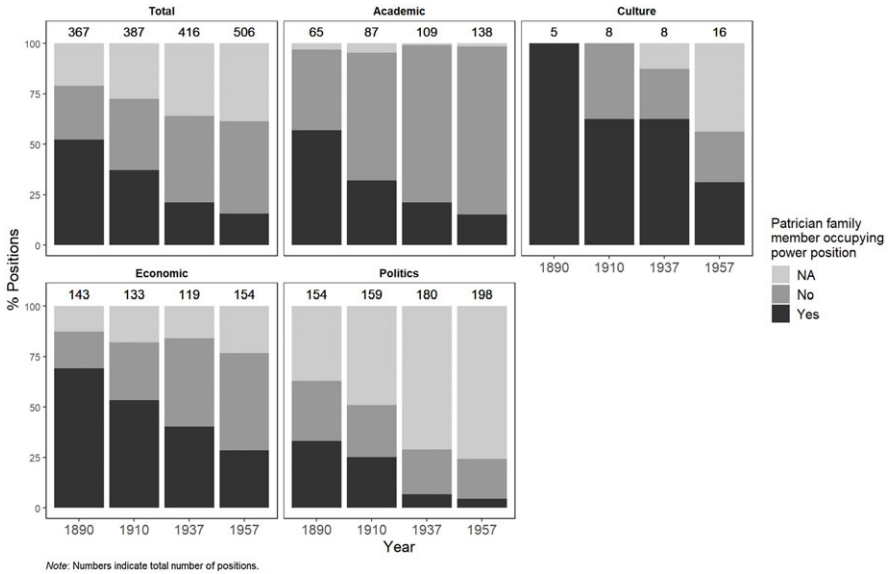 Total Academic Culture
367 387 416 506 65 87 109 138 5 8 8 16
100
75
50
25
0
1890 1910 1937 1957
Economic Politics
143 133 119 154 154 159 180 198
100
75
50
25
0
1890 1910 1937 1957 1890 1910 1937 1957
% Positions
Year
Patrician family
member occupying
power position
NA
No
Yes
Note: Numbers indicate total number of positions.